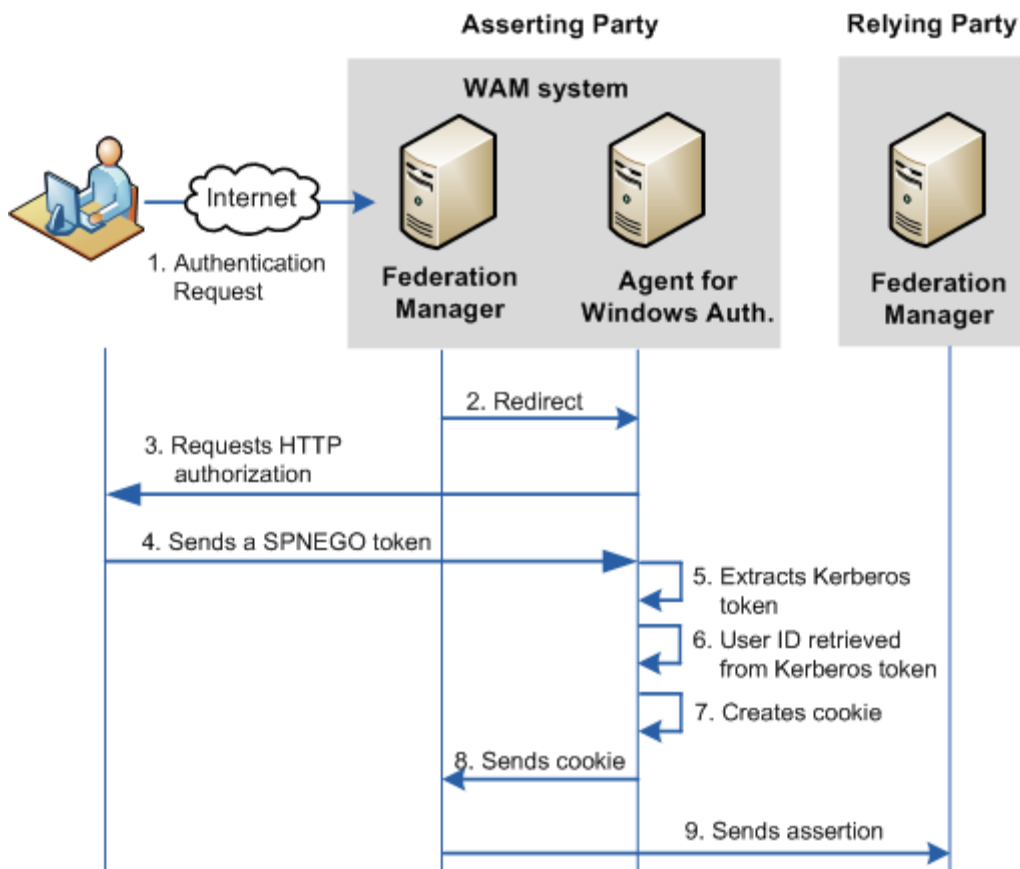 Asserting Party
Relying Party
WAM system
Internet
1. Authentication
Request
Federation
Manager
Agent for
Windows Auth.
Federation
Manager
2. Redirect
3. Requests HTTP
authorization
4. Sends a SPNEGO token
5. Extracts Kerberos
token
6. User ID retrieved
from Kerberos token
7. Creates cookie
8. Sends cookie
9. Sends assertion